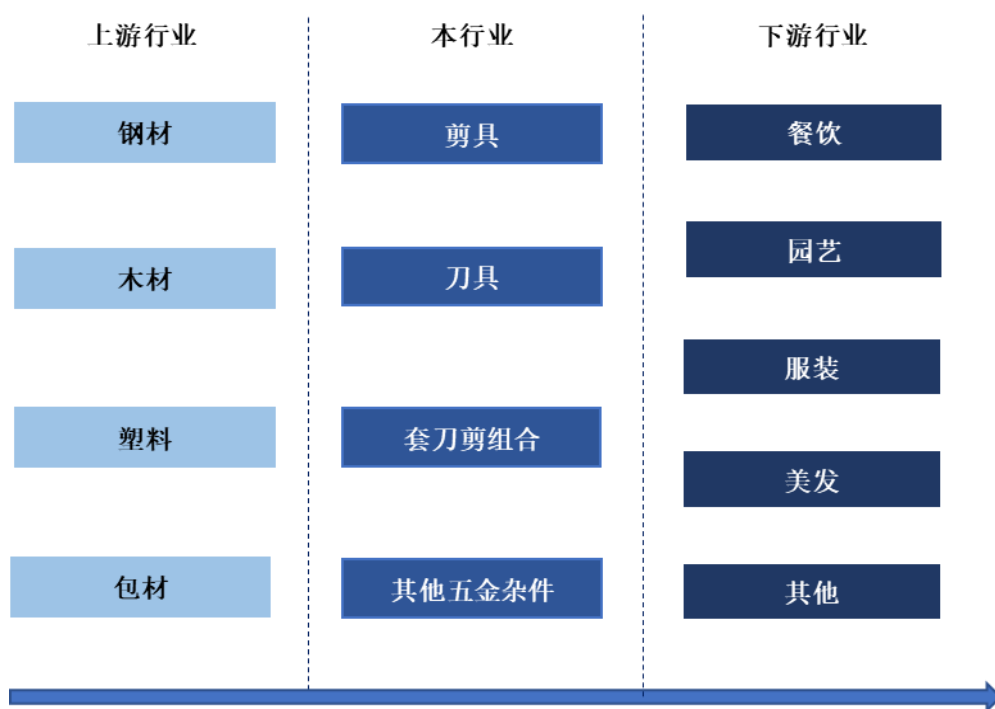 上游行业
本行业
下游行业
钢材
剪具
餐饮
木材
刀具
园艺
服装
塑料
套刀剪组合
美发
包材
其他五金杂件
其他